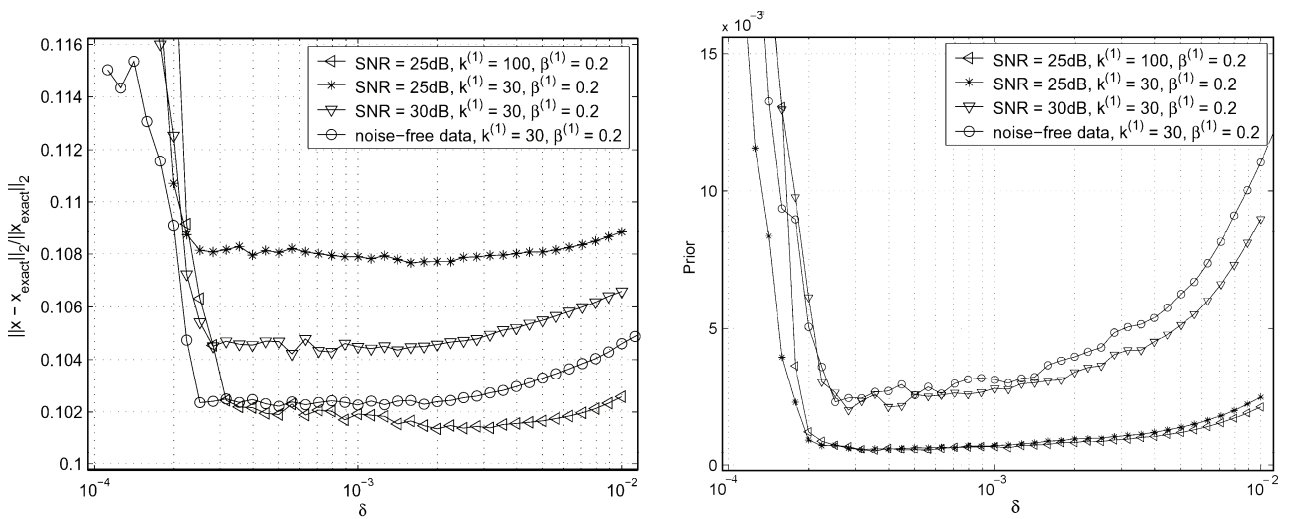 0.116
0.114
0.112
0.11
0.108
0.106
0.104
0.102
0.1
||x − x_exact||_2/||x_exact||_2
SNR = 25dB, k^(1) = 100, β^(1) = 0.2
SNR = 25dB, k^(1) = 30, β^(1) = 0.2
SNR = 30dB, k^(1) = 30, β^(1) = 0.2
noise−free data, k^(1) = 30, β^(1) = 0.2
10^−4
10^−3
10^−2
δ
x 10^−3
15
10
5
0
Prior
SNR = 25dB, k^(1) = 100, β^(1) = 0.2
SNR = 25dB, k^(1) = 30, β^(1) = 0.2
SNR = 30dB, k^(1) = 30, β^(1) = 0.2
noise−free data, k^(1) = 30, β^(1) = 0.2
10^−4
10^−3
10^−2
δ